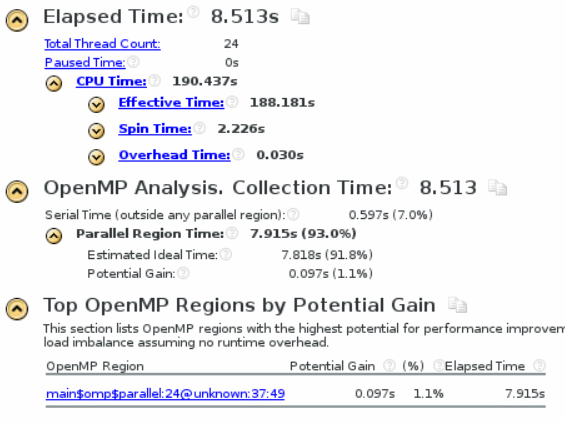 Elapsed Time: 8.513s
Total Thread Count: 24
Paused Time: 0s
CPU Time: 190.437s
Effective Time: 188.181s
Spin Time: 2.226s
Overhead Time: 0.030s
OpenMP Analysis. Collection Time: 8.513
Serial Time (outside any parallel region): 0.597s (7.0%)
Parallel Region Time: 7.915s (93.0%)
Estimated Ideal Time: 7.818s (91.8%)
Potential Gain: 0.097s (1.1%)
Top OpenMP Regions by Potential Gain
This section lists OpenMP regions with the highest potential for performance improvem
load imbalance assuming no runtime overhead.
OpenMP Region Potential Gain (%) Elapsed Time
main$omp$parallel:24@unknown:37:49 0.097s 1.1% 7.915s